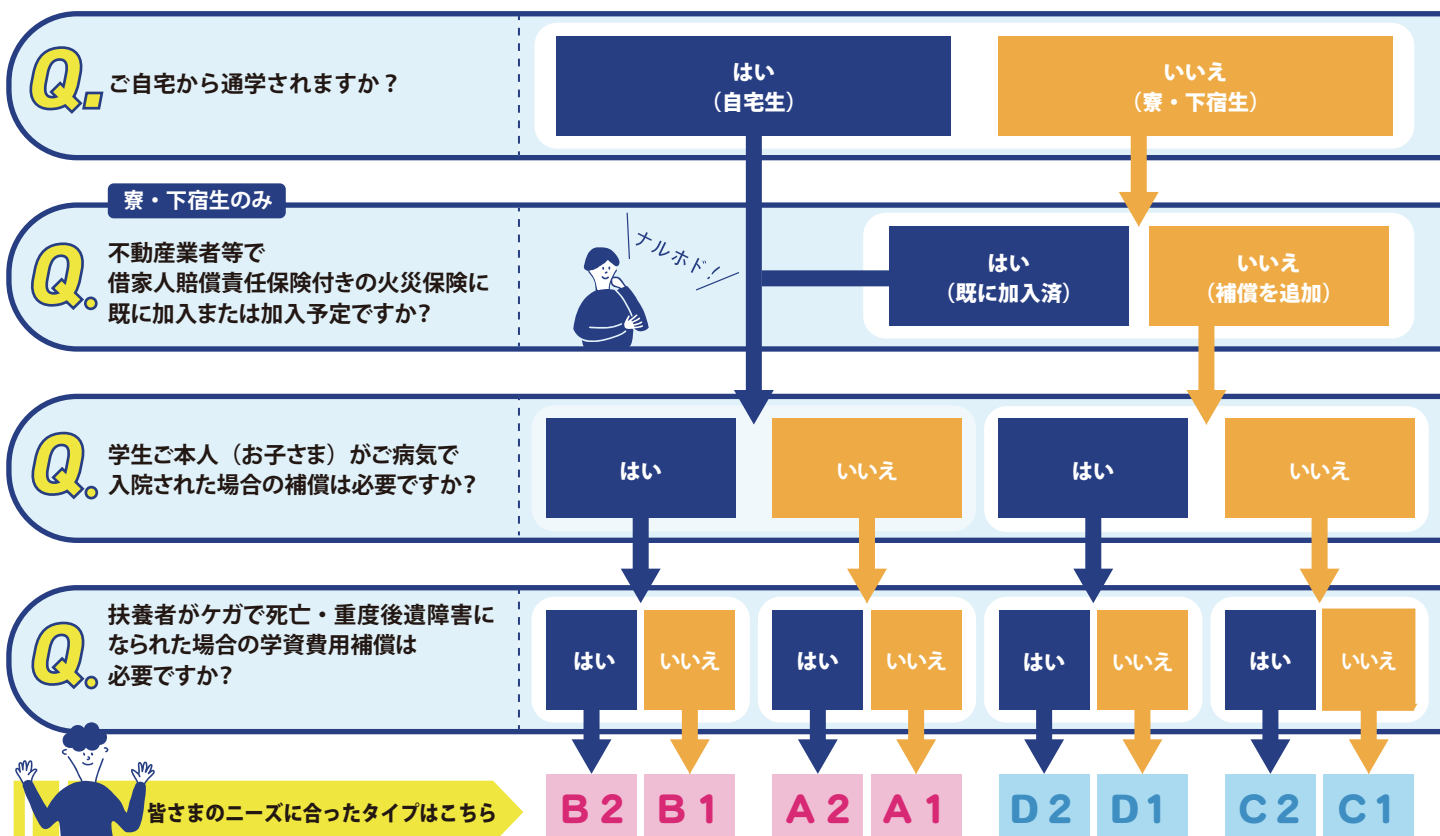 Q. ご自宅から通学されますか？
はい
（自宅生）
いいえ
（寮・下宿生）
寮・下宿生のみ
Q. 不動産業者等で
借家人賠償責任保険付きの火災保険に
既に加入または加入予定ですか？
ナルホド！
はい
（既に加入済）
いいえ
（補償を追加）
Q. 学生ご本人（お子さま）がご病気で
入院された場合の補償は必要ですか？
はい
いいえ
はい
いいえ
Q. 扶養者がケガで死亡・重度後遺障害に
なられた場合の学資費用補償は
必要ですか？
はい
いいえ
はい
いいえ
はい
いいえ
はい
いいえ
皆さまのニーズに合ったタイプはこちら
B2
B1
A2
A1
D2
D1
C2
C1